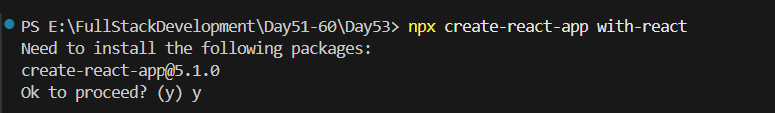 PS E:\FullStackDevelopment\Day51-60\Day53> npx create-react-app with-react
Need to install the following packages:
create-react-app@5.1.0
Ok to proceed? (y) y